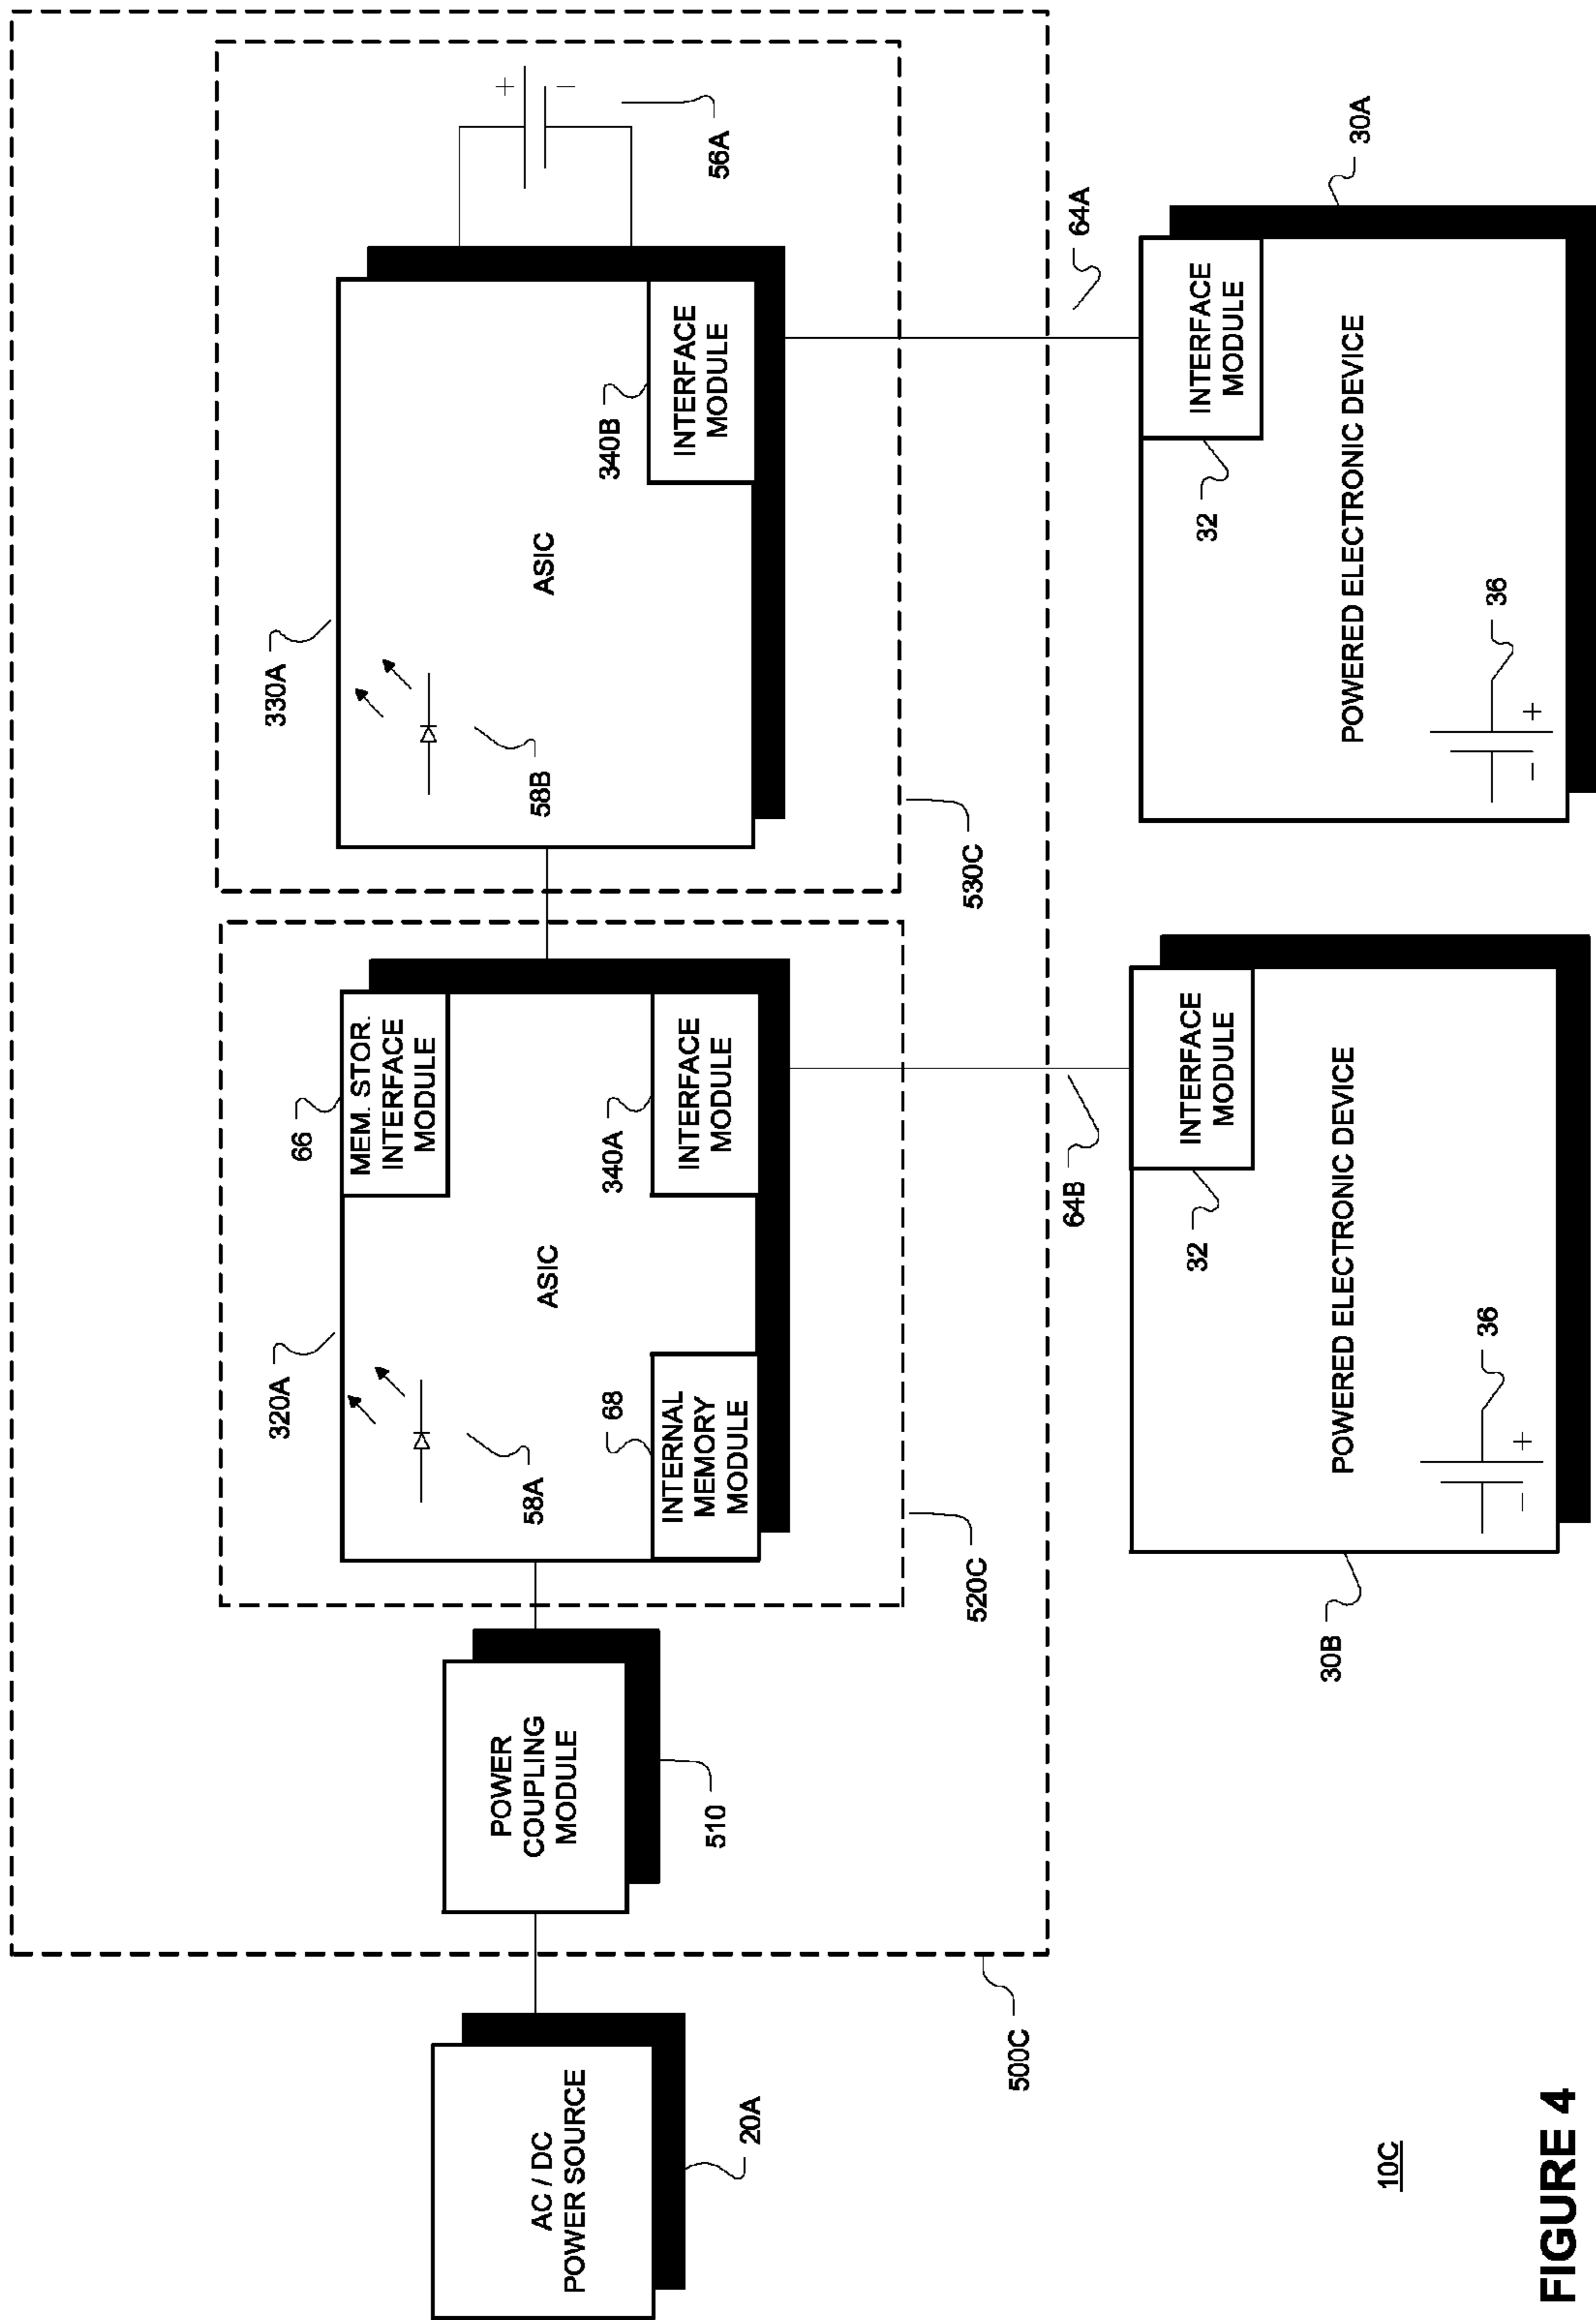 AC / DC
POWER SOURCE
20A
500C
POWER
COUPLING
MODULE
510
520C
320A
58A
ASIC
66
MEM. STOR.
INTERFACE
MODULE
68
INTERNAL
MEMORY
MODULE
340A
INTERFACE
MODULE
530C
330A
58B
ASIC
340B
INTERFACE
MODULE
+
−
56A
64B
30B
INTERFACE
MODULE
32
POWERED ELECTRONIC DEVICE
36
−
+
64A
30A
INTERFACE
MODULE
32
POWERED ELECTRONIC DEVICE
36
−
+
10C
FIGURE 4